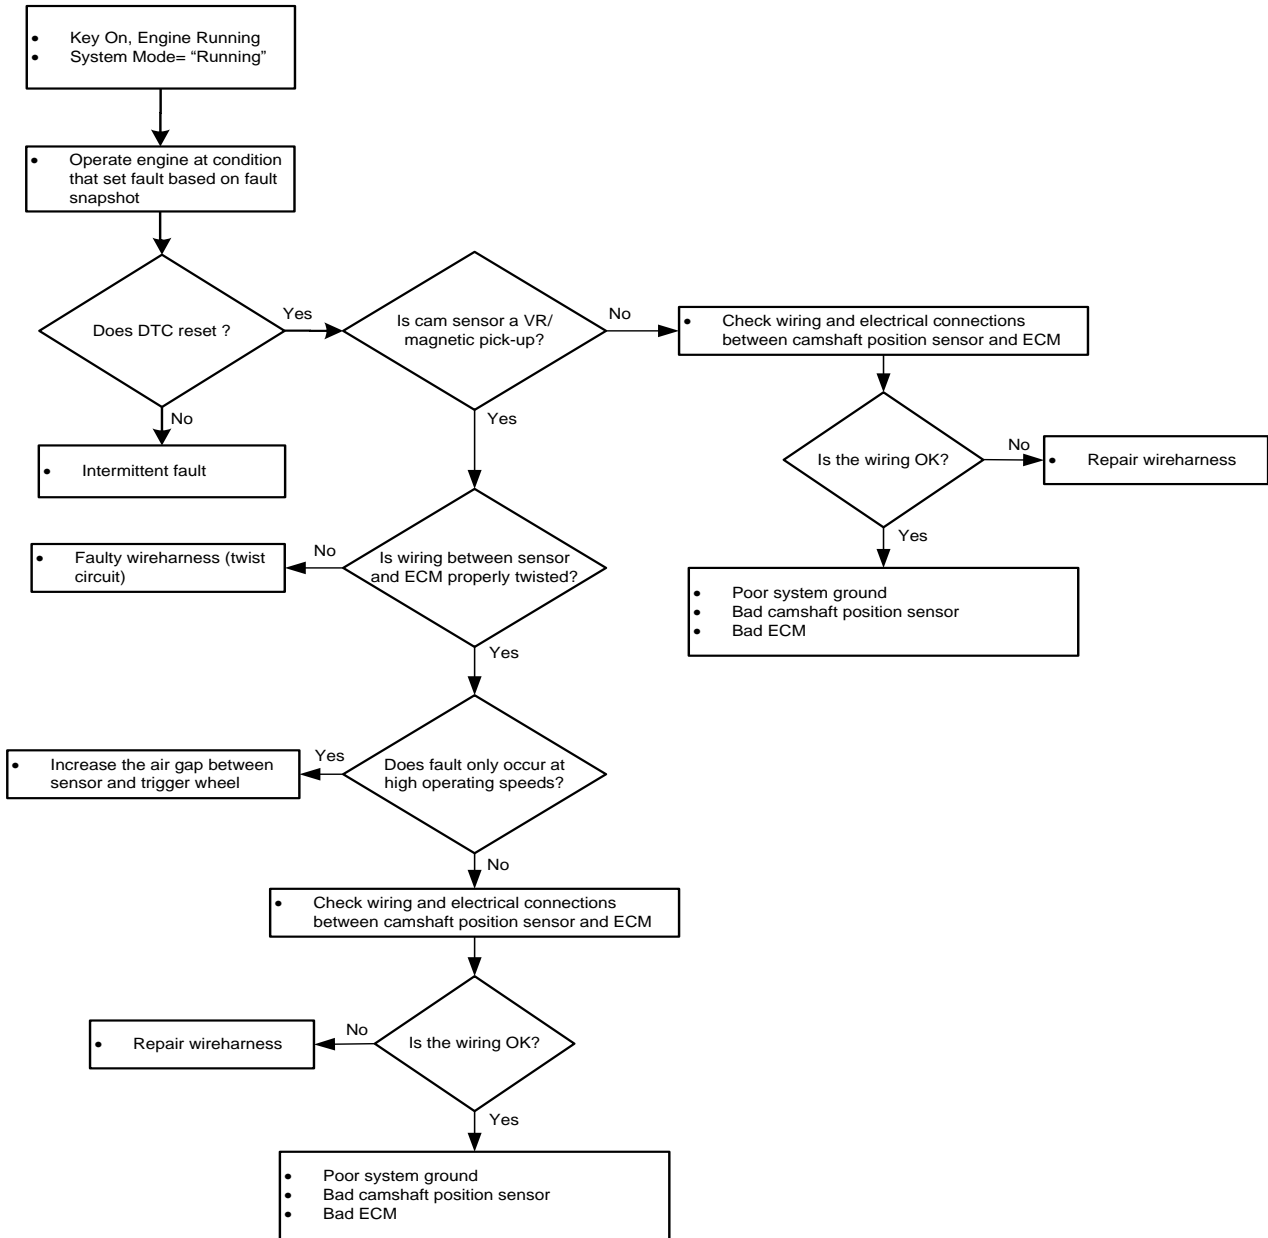 • Key On, Engine Running
• System Mode= “Running”
• Operate engine at condition
that set fault based on fault
snapshot
Does DTC reset ?
Yes
No
• Intermittent fault
Is cam sensor a VR/
magnetic pick-up?
No
Yes
• Check wiring and electrical connections
between camshaft position sensor and ECM
Is the wiring OK?
No
• Repair wireharness
Yes
• Poor system ground
• Bad camshaft position sensor
• Bad ECM
Is wiring between sensor
and ECM properly twisted?
No
• Faulty wireharness (twist
circuit)
Yes
Does fault only occur at
high operating speeds?
Yes
• Increase the air gap between
sensor and trigger wheel
No
• Check wiring and electrical connections
between camshaft position sensor and ECM
Is the wiring OK?
No
• Repair wireharness
Yes
• Poor system ground
• Bad camshaft position sensor
• Bad ECM